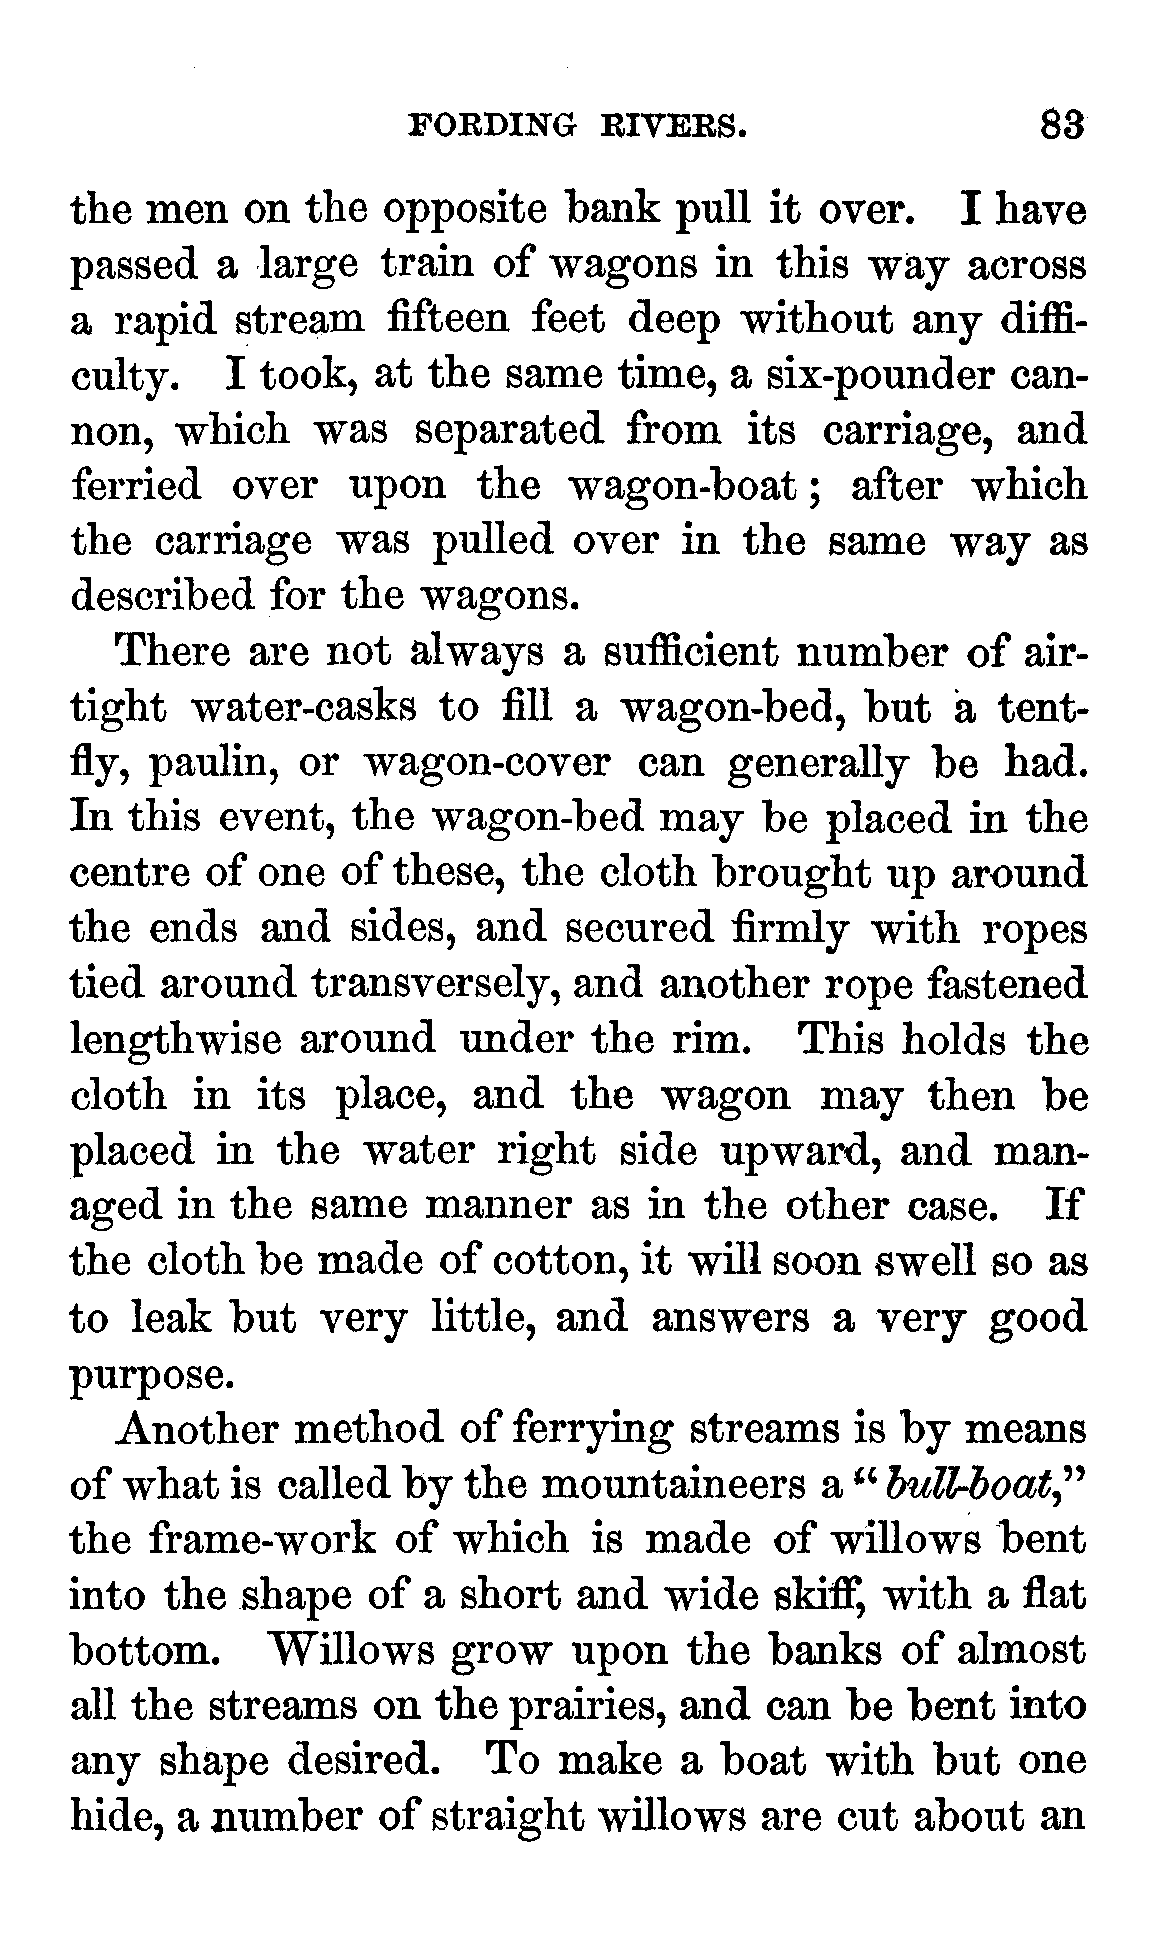 FORDING RIVERS. 83
the men on the opposite bank pull it over. I have
passed a large train of wagons in this way across
a rapid stream fifteen feet deep without any diffi-
culty. I took, at the same time, a six-pounder can-
non, which was separated from its carriage, and
ferried over upon the wagon-boat; after which
the carriage was pulled over in the same way as
described for the wagons.
There are not always a sufficient number of air-
tight water-casks to fill a wagon-bed, but a tent-
fly, paulin, or wagon-cover can generally be had.
In this event, the wagon-bed may be placed in the
centre of one of these, the cloth brought up around
the ends and sides, and secured firmly with ropes
tied around transversely, and another rope fastened
lengthwise around under the rim. This holds the
cloth in its place, and the wagon may then be
placed in the water right side upward, and man-
aged in the same manner as in the other case. If
the cloth be made of cotton, it will soon swell so as
to leak but very little, and answers a very good
purpose.
Another method of ferrying streams is by means
of what is called by the mountaineers a "bull-boat,"
the frame-work of which is made of willows bent
into the shape of a short and wide skiff, with a flat
bottom. Willows grow upon the banks of almost
all the streams on the prairies, and can be bent into
any shape desired. To make a boat with but one
hide, a number of straight willows are cut about an